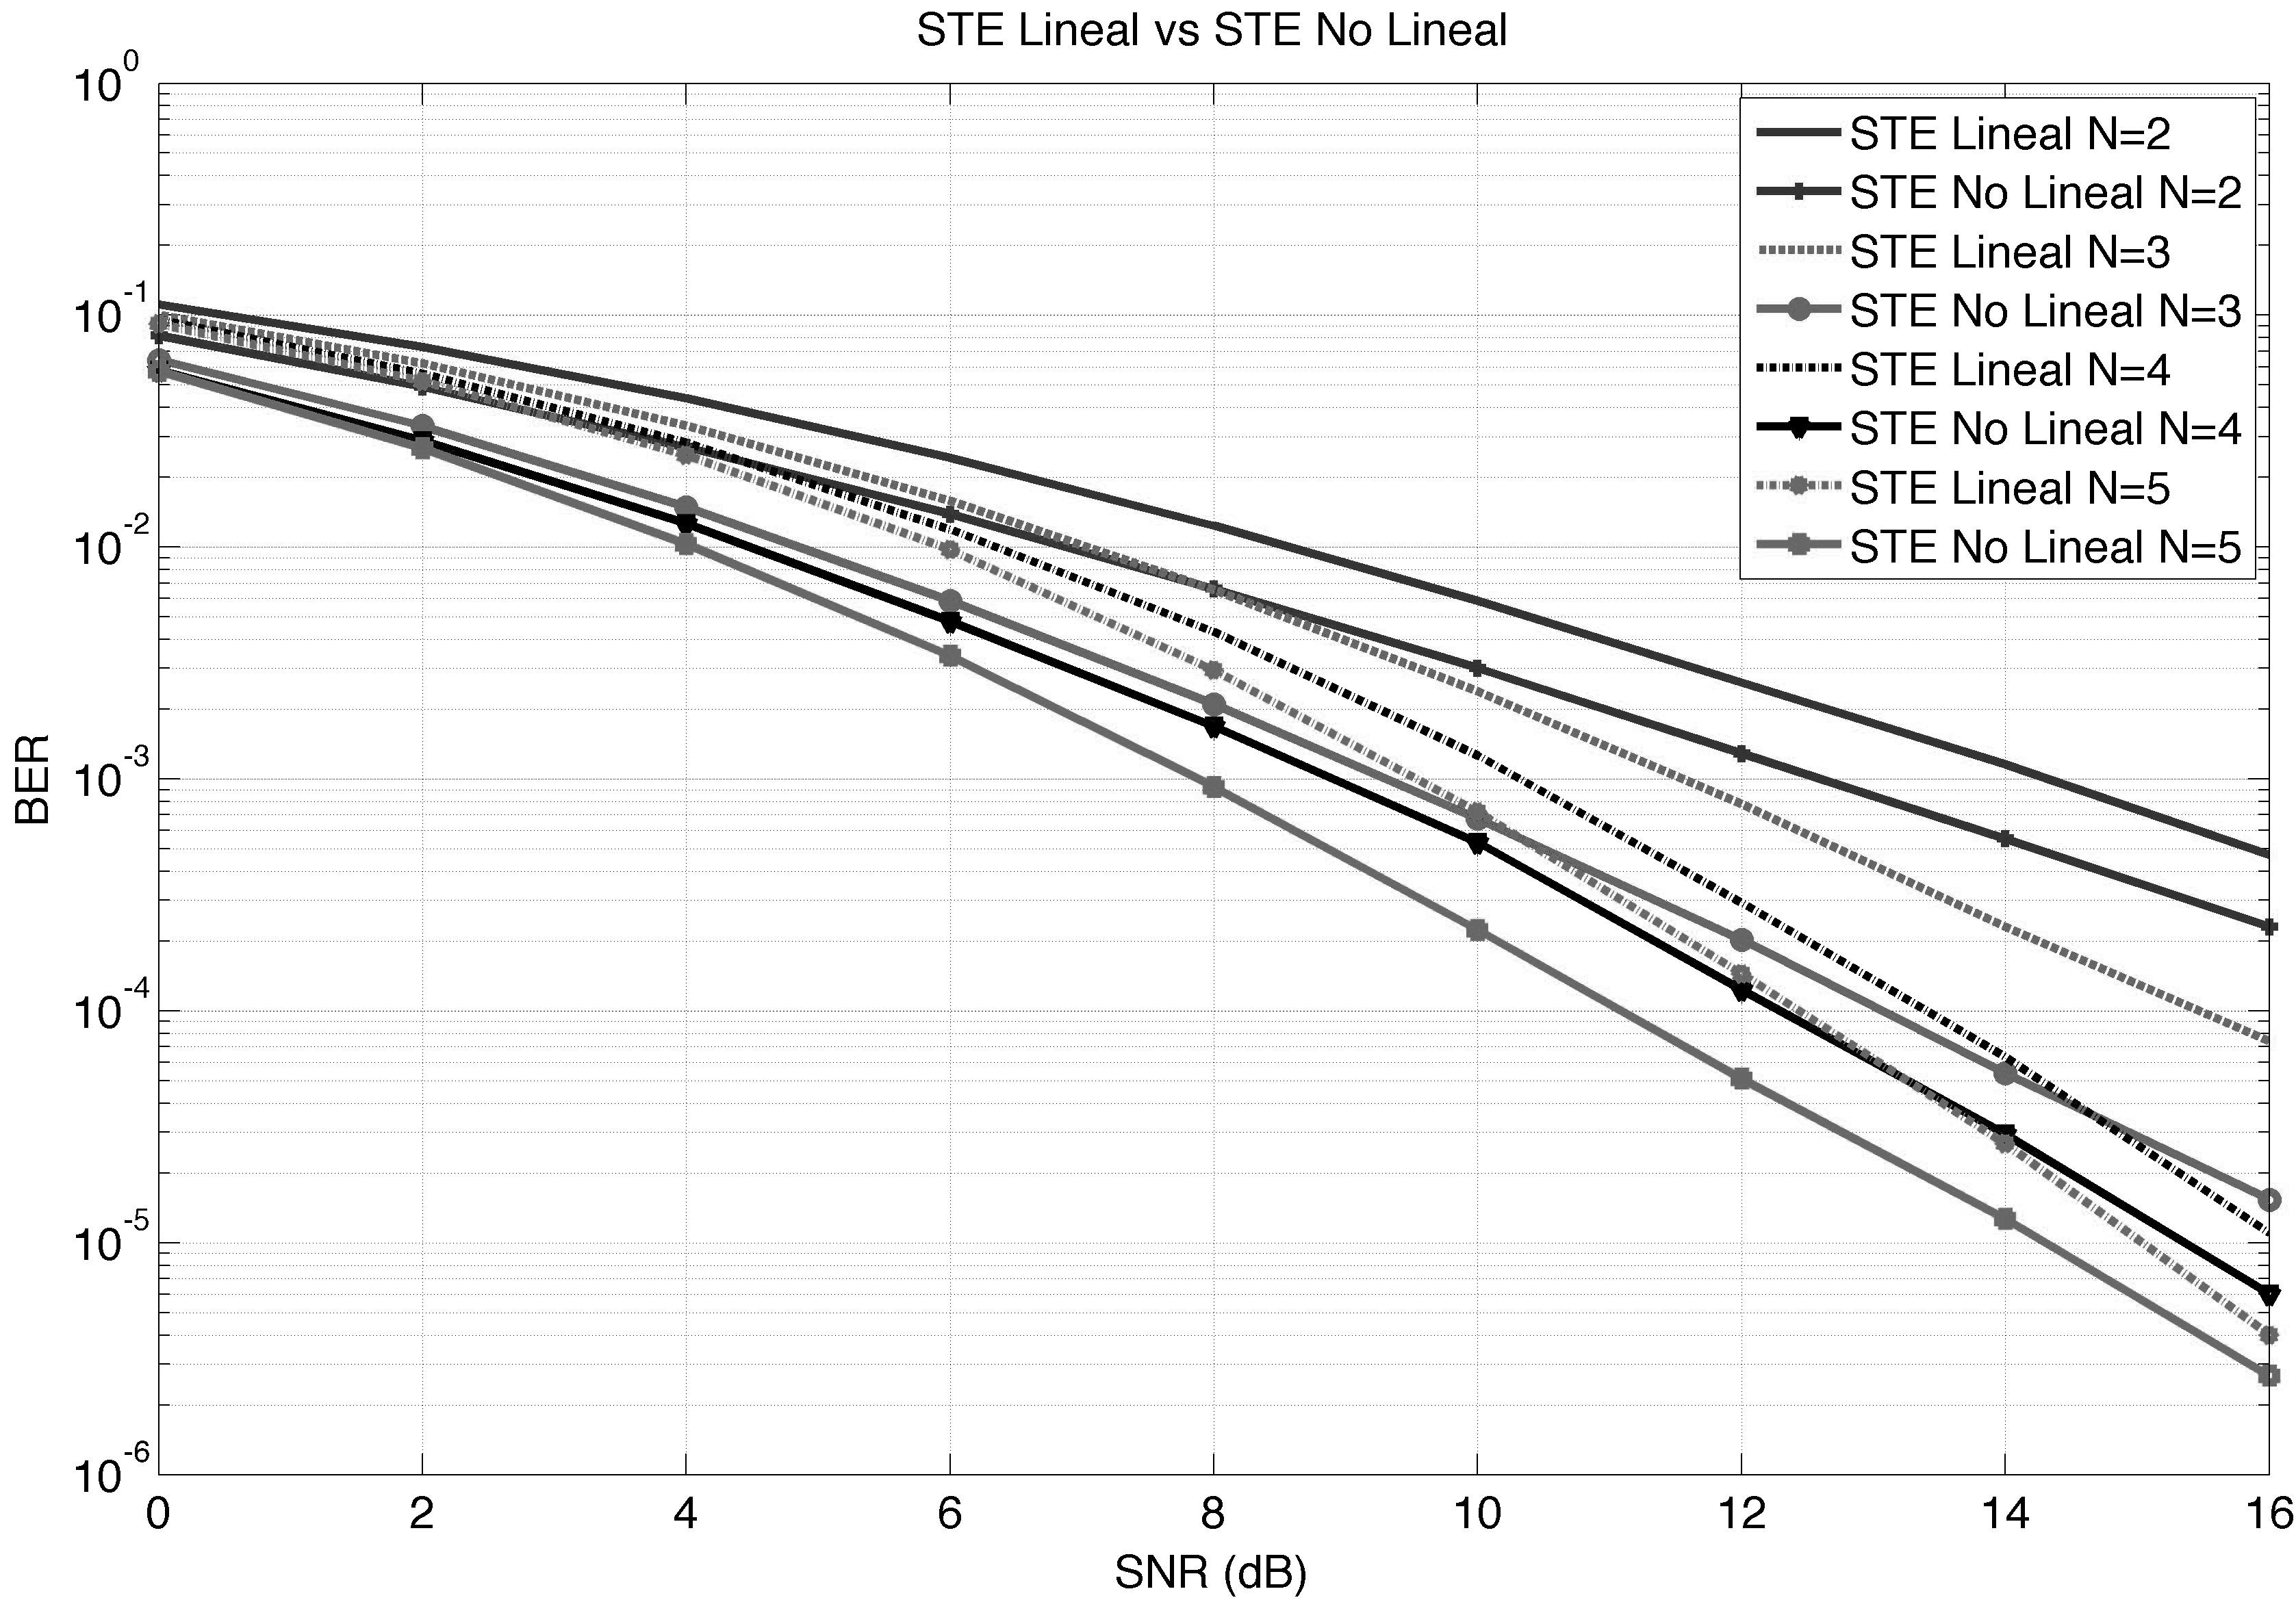 STE Lineal vs STE No Lineal
10^0
10^-1
10^-2
10^-3
10^-4
10^-5
10^-6
BER
STE Lineal N=2
STE No Lineal N=2
STE Lineal N=3
STE No Lineal N=3
STE Lineal N=4
STE No Lineal N=4
STE Lineal N=5
STE No Lineal N=5
0 2 4 6 8 10 12 14 16
SNR (dB)